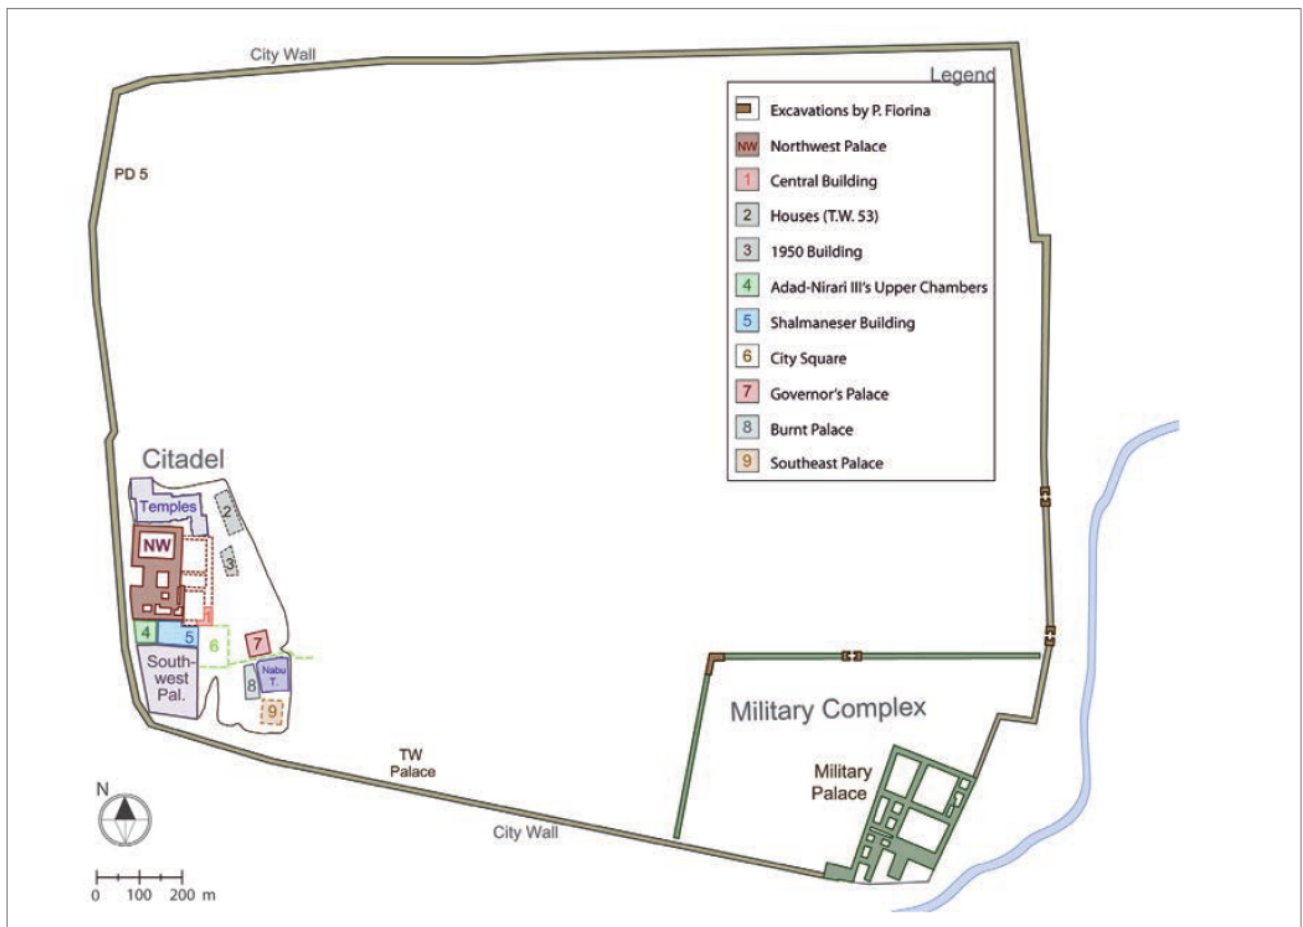 City Wall
Legend
Excavations by P. Fiorina
NW Northwest Palace
1 Central Building
2 Houses (T.W. 53)
3 1950 Building
4 Adad-Nirari III's Upper Chambers
5 Shalmaneser Building
6 City Square
7 Governor's Palace
8 Burnt Palace
9 Southeast Palace
PD 5
Citadel
Temples
2
NW
3
1
4
5
6
7
South-
west
Pal.
Nabu
T.
8
9
Military Complex
Military
Palace
TW
Palace
City Wall
N
0 100 200 m